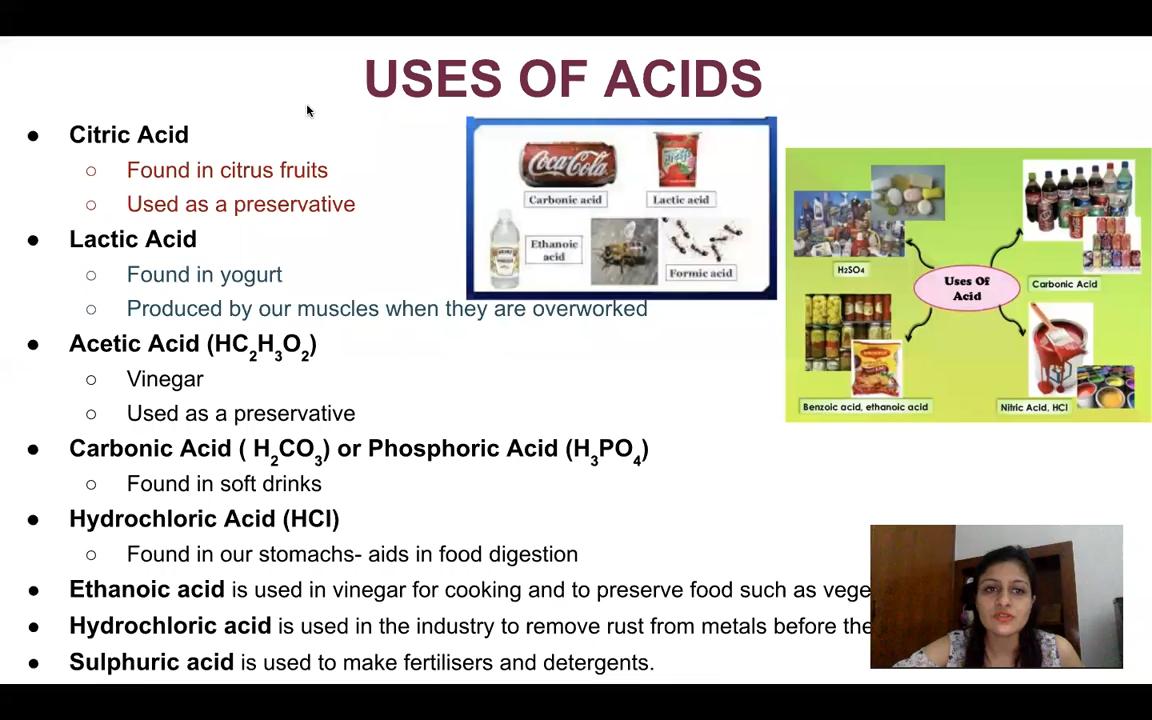 USES OF ACIDS
● Citric Acid
○ Found in citrus fruits
○ Used as a preservative
● Lactic Acid
○ Found in yogurt
○ Produced by our muscles when they are overworked
● Acetic Acid (HC₂H₃O₂)
○ Vinegar
○ Used as a preservative
● Carbonic Acid ( H₂CO₃) or Phosphoric Acid (H₃PO₄)
○ Found in soft drinks
● Hydrochloric Acid (HCl)
○ Found in our stomachs- aids in food digestion
● Ethanoic acid is used in vinegar for cooking and to preserve food such as vege
● Hydrochloric acid is used in the industry to remove rust from metals before the
● Sulphuric acid is used to make fertilisers and detergents.
Coca-Cola
Carbonic acid
Lactic acid
HEINZ
Ethanoic
acid
Formic acid
H₂SO₄
Uses Of
Acid
Carbonic Acid
Benzoic acid, ethanoic acid
Nitric Acid, HCl